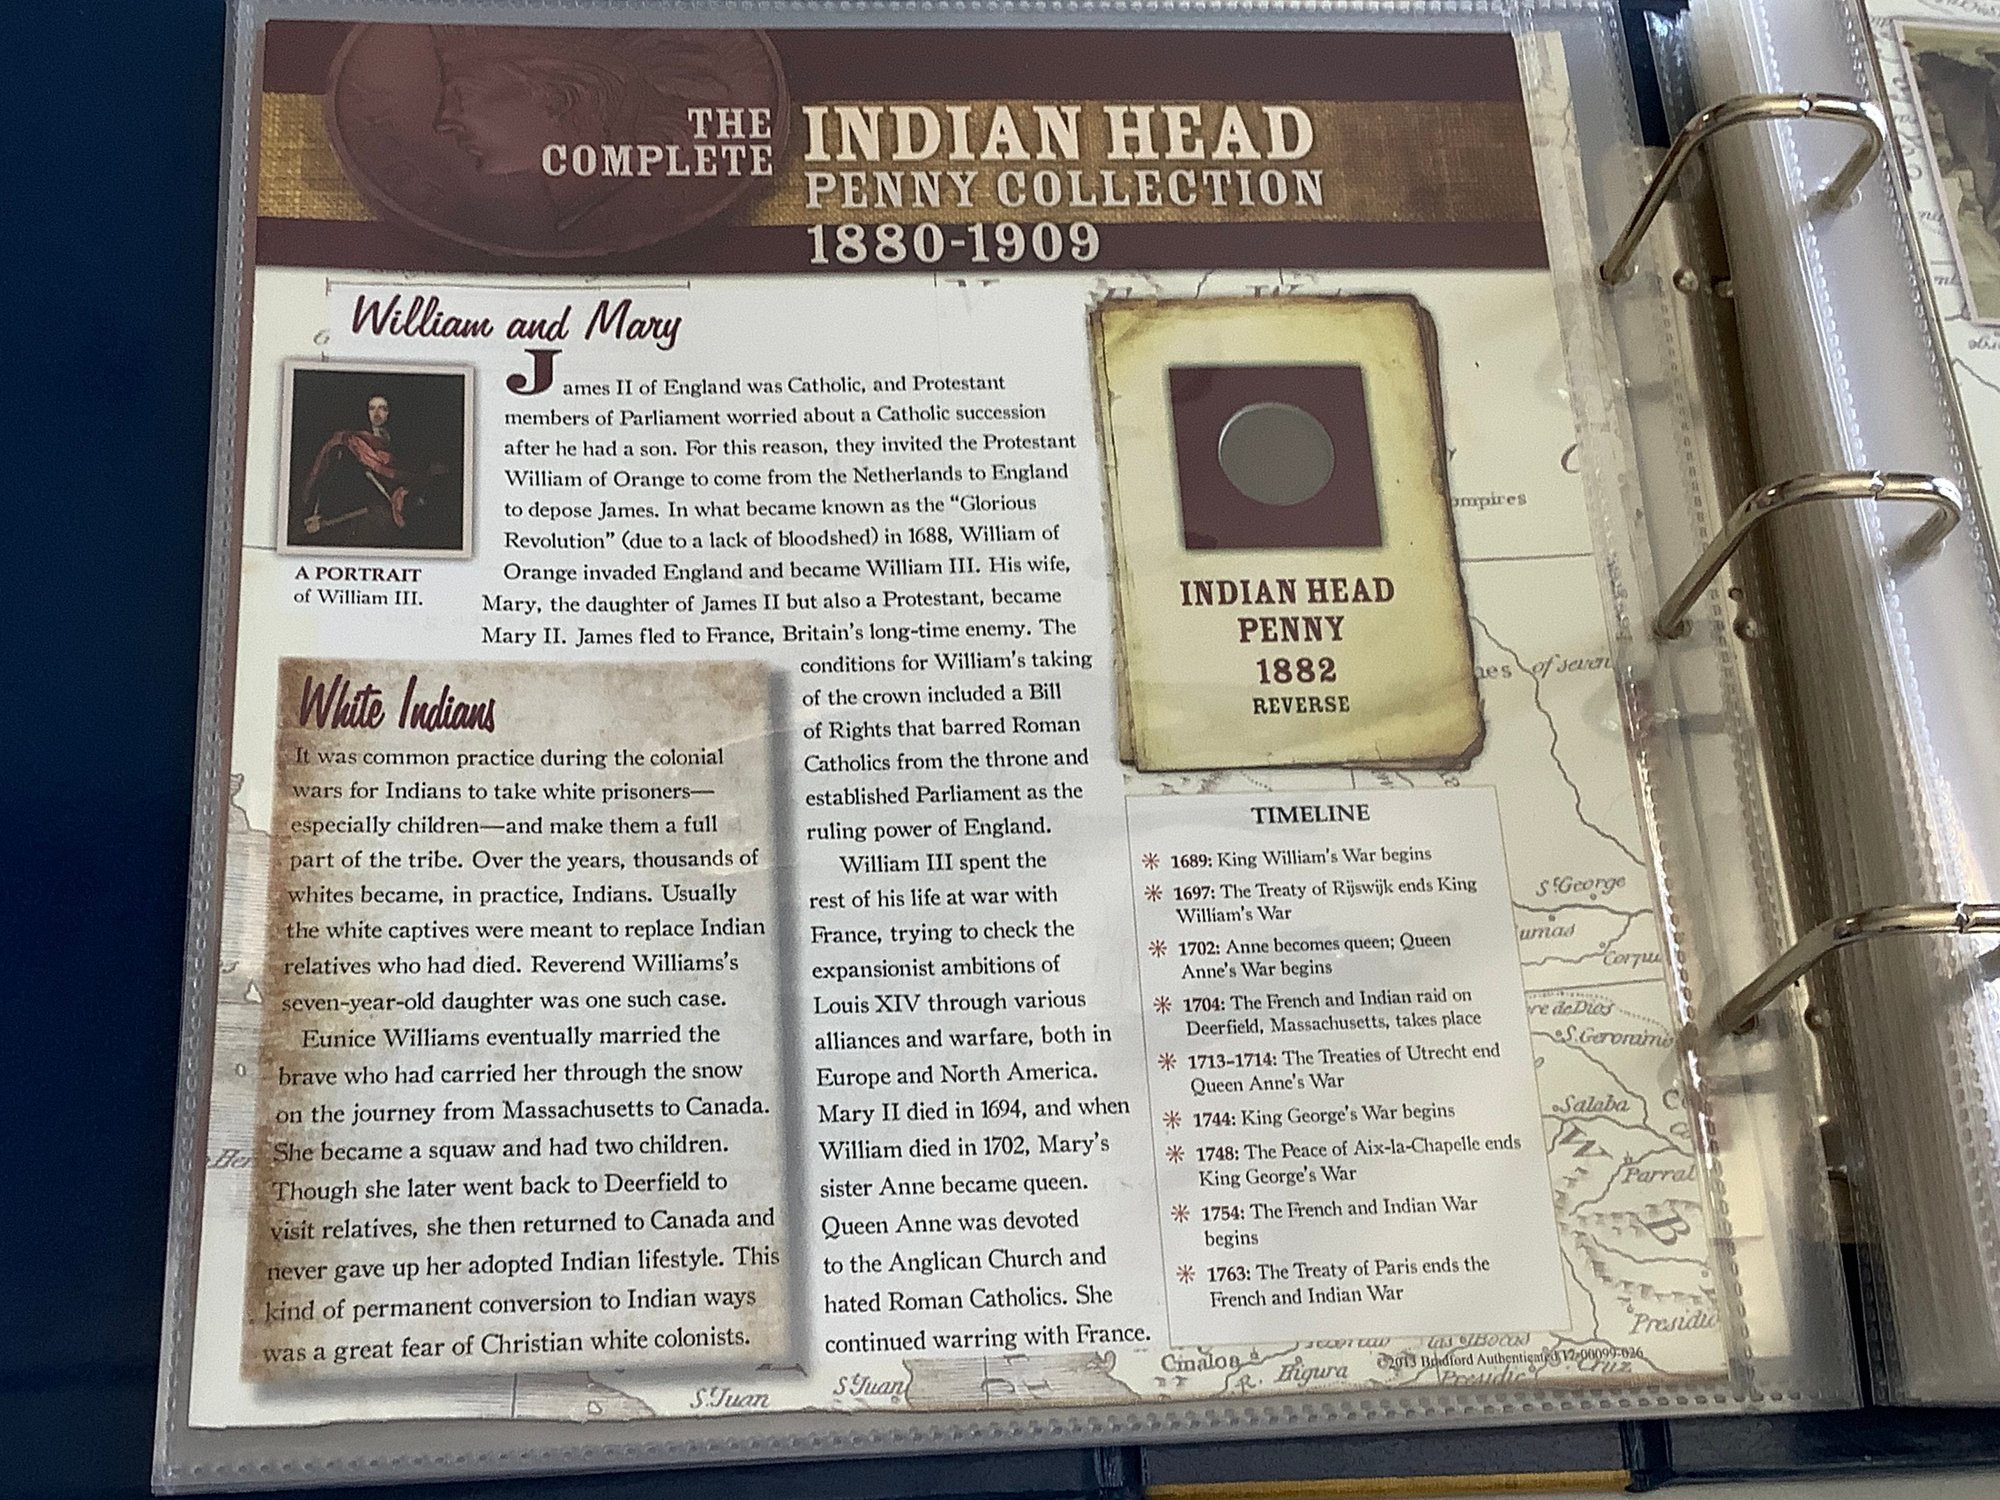 THE COMPLETE
INDIAN HEAD
PENNY COLLECTION
1880-1909
William and Mary
James II of England was Catholic, and Protestant
members of Parliament worried about a Catholic succession
after he had a son. For this reason, they invited the Protestant
William of Orange to come from the Netherlands to England
to depose James. In what became known as the “Glorious
Revolution” (due to a lack of bloodshed) in 1688, William of
Orange invaded England and became William III. His wife,
Mary, the daughter of James II but also a Protestant, became
Mary II. James fled to France, Britain’s long-time enemy. The
conditions for William’s taking
of the crown included a Bill
of Rights that barred Roman
Catholics from the throne and
established Parliament as the
ruling power of England.
William III spent the
rest of his life at war with
France, trying to check the
expansionist ambitions of
Louis XIV through various
alliances and warfare, both in
Europe and North America.
Mary II died in 1694, and when
William died in 1702, Mary’s
sister Anne became queen.
Queen Anne was devoted
to the Anglican Church and
hated Roman Catholics. She
continued warring with France.
A PORTRAIT
of William III.
White Indians
It was common practice during the colonial
wars for Indians to take white prisoners—
especially children—and make them a full
part of the tribe. Over the years, thousands of
whites became, in practice, Indians. Usually
the white captives were meant to replace Indian
relatives who had died. Reverend Williams’s
seven-year-old daughter was one such case.
Eunice Williams eventually married the
brave who had carried her through the snow
on the journey from Massachusetts to Canada.
She became a squaw and had two children.
Though she later went back to Deerfield to
visit relatives, she then returned to Canada and
never gave up her adopted Indian lifestyle. This
kind of permanent conversion to Indian ways
was a great fear of Christian white colonists.
INDIAN HEAD
PENNY
1882
REVERSE
TIMELINE
1689: King William’s War begins
1697: The Treaty of Rijswijk ends King
William’s War
1702: Anne becomes queen; Queen
Anne’s War begins
1704: The French and Indian raid on
Deerfield, Massachusetts, takes place
1713–1714: The Treaties of Utrecht end
Queen Anne’s War
1744: King George’s War begins
1748: The Peace of Aix-la-Chapelle ends
King George’s War
1754: The French and Indian War
begins
1763: The Treaty of Paris ends the
French and Indian War
of seven
St. George
S. Geronimo
Salaba
Parral
Presidio
Cinaloa
R. Bigura
St. Juan
St. Juan
©2013 Bradford Authenticated V2-00099-026